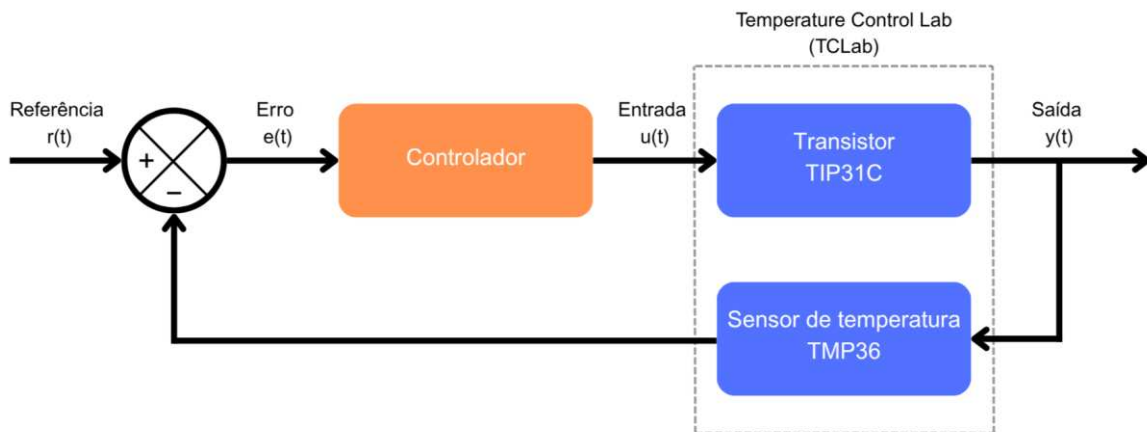 Temperature Control Lab
(TCLab)
Referência
r(t)
+
−
Erro
e(t)
Controlador
Entrada
u(t)
Transistor
TIP31C
Saída
y(t)
Sensor de temperatura
TMP36